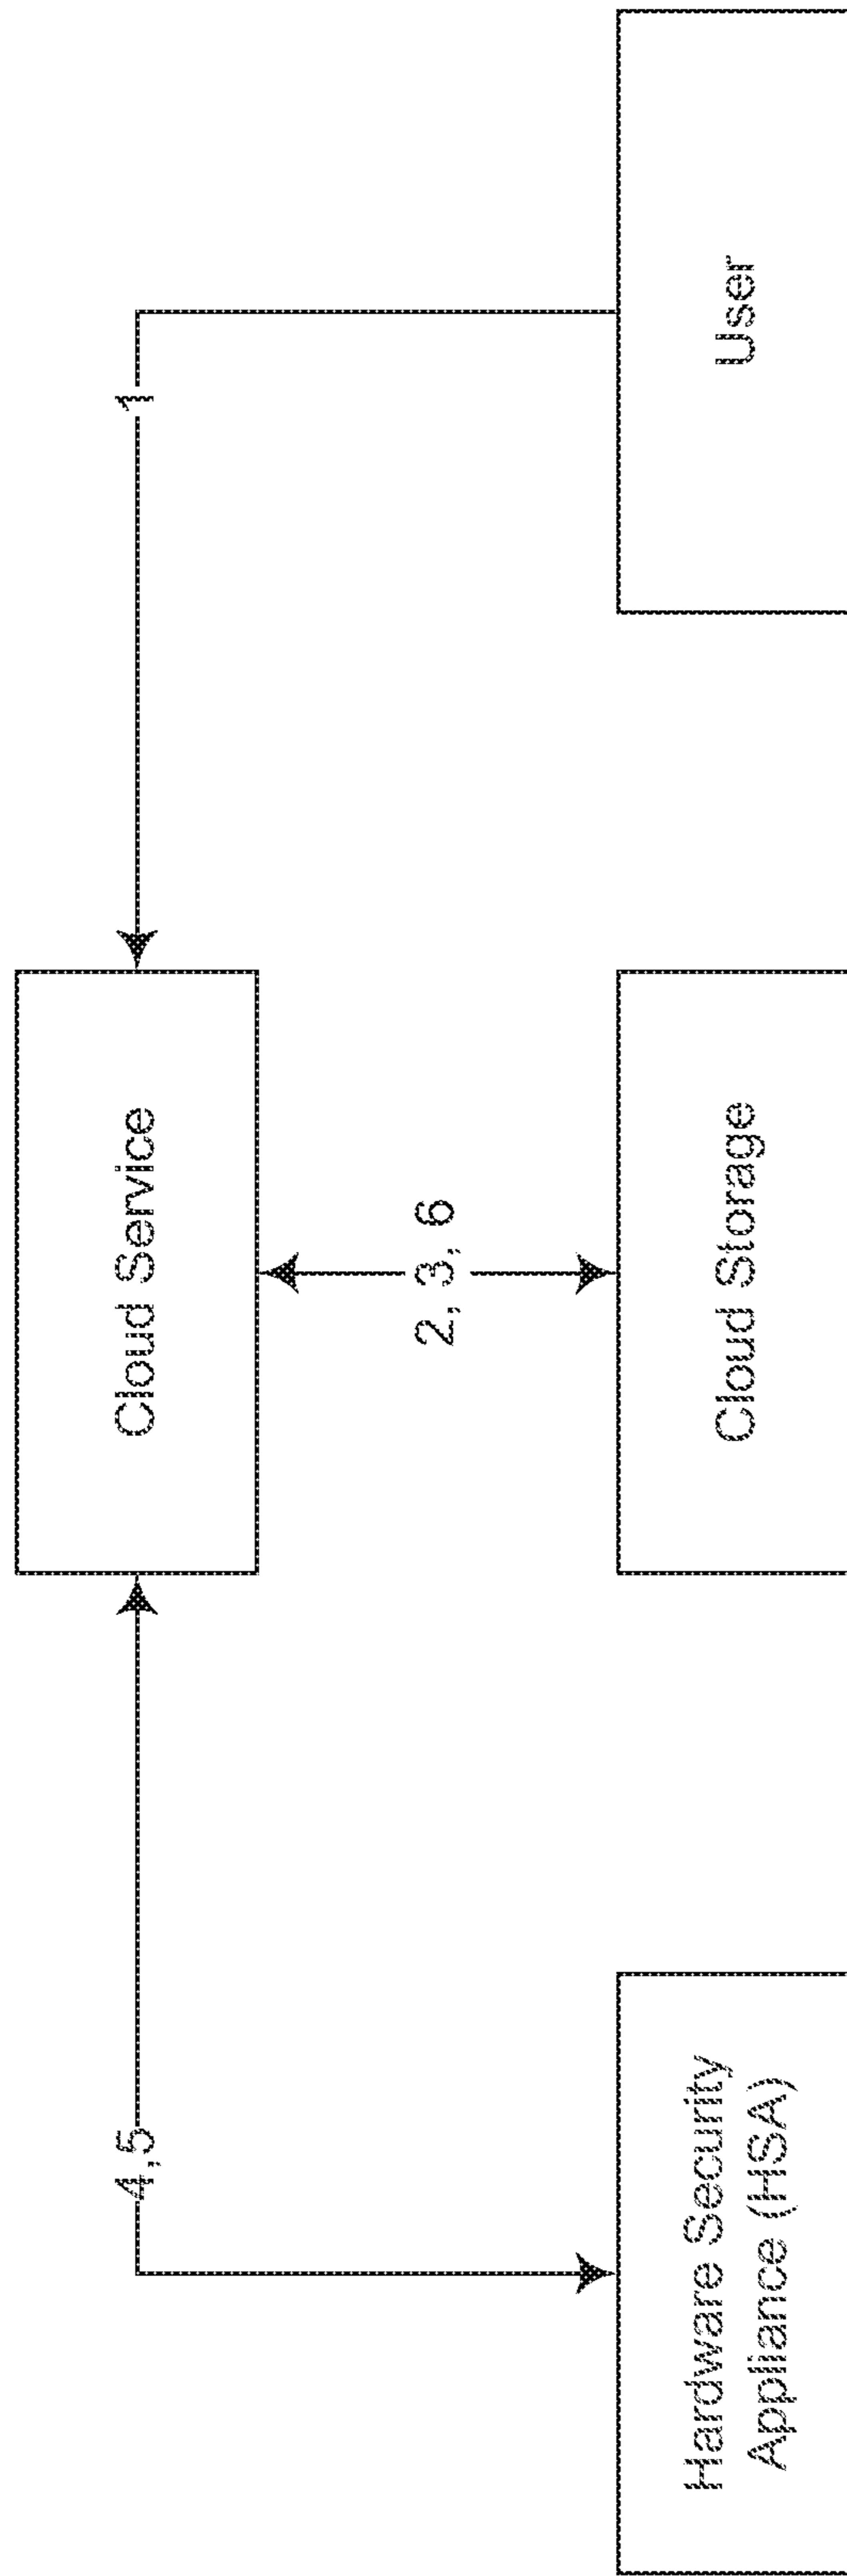 Cloud Service
4,5
1
2, 3, 6
Hardware Security
Appliance (HSA)
Cloud Storage
User